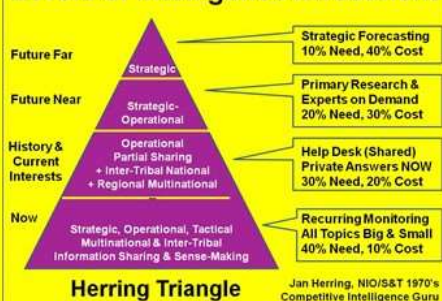 Future Far
Strategic
Strategic Forecasting
10% Need, 40% Cost
Future Near
Strategic-
Operational
Primary Research &
Experts on Demand
20% Need, 30% Cost
History &
Current
Interests
Operational
Partial Sharing
+ Inter-Tribal National
+ Regional Multinational
Help Desk (Shared)
Private Answers NOW
30% Need, 20% Cost
Now
Strategic, Operational, Tactical
Multinational & Inter-Tribal
Information Sharing & Sense-Making
Recurring Monitoring
All Topics Big & Small
40% Need, 10% Cost
Herring Triangle
Jan Herring, NIO/S&T 1970's
Competitive Intelligence Guru